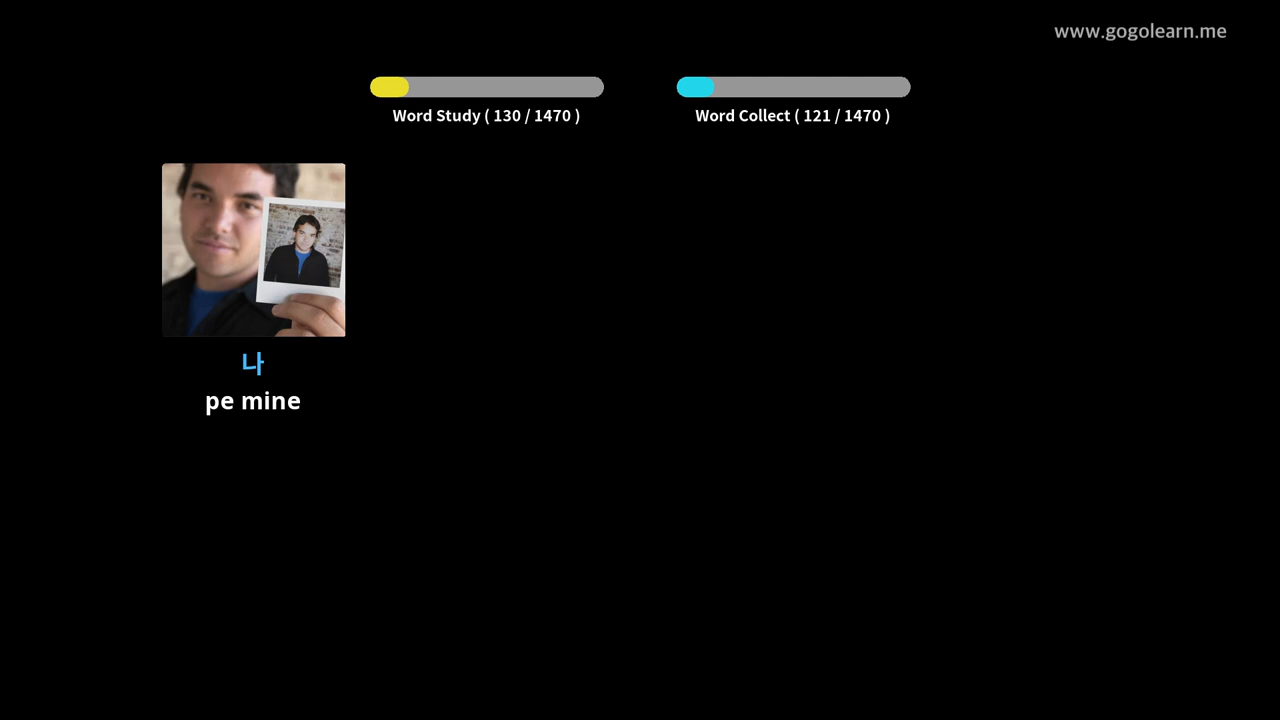 www.gogolearn.me
Word Study ( 130 / 1470 )
Word Collect ( 121 / 1470 )
나
pe mine